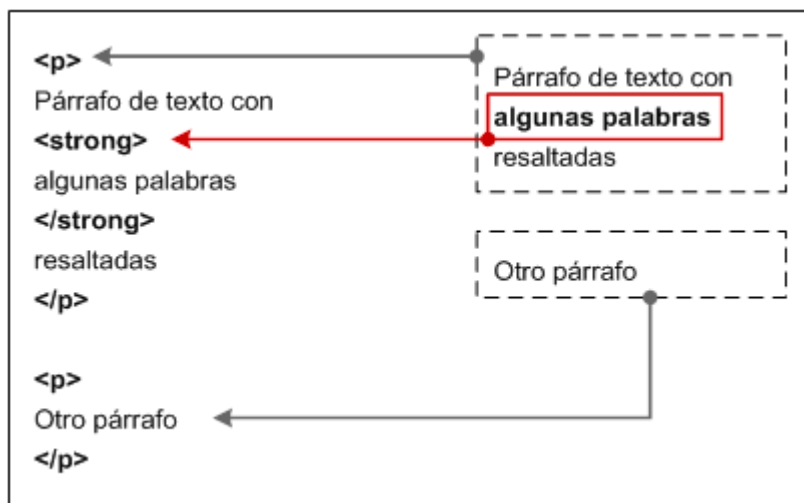 <p>
Párrafo de texto con
<strong>
algunas palabras
</strong>
resaltadas
</p>
<p>
Otro párrafo
</p>
Párrafo de texto con
algunas palabras
resaltadas
Otro párrafo